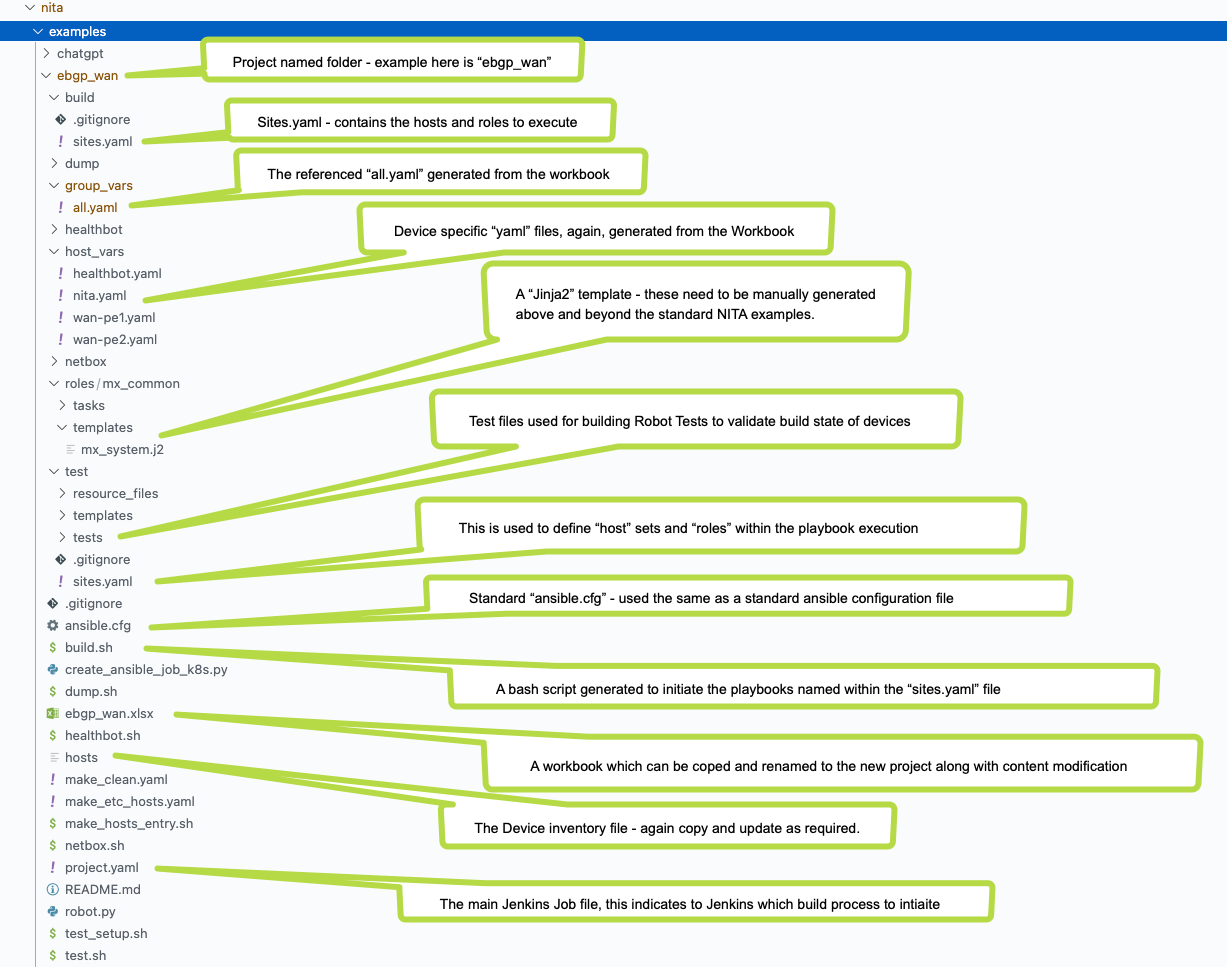 nita
examples
chatgpt
Project named folder - example here is “ebgp_wan”
ebgp_wan
build
.gitignore
Sites.yaml - contains the hosts and roles to execute
sites.yaml
dump
The referenced “all.yaml” generated from the workbook
group_vars
all.yaml
healthbot
Device specific “yaml” files, again, generated from the Workbook
host_vars
healthbot.yaml
nita.yaml
A “Jinja2” template - these need to be manually generated
above and beyond the standard NITA examples.
wan-pe1.yaml
wan-pe2.yaml
netbox
roles/mx_common
tasks
templates
Test files used for building Robot Tests to validate build state of devices
mx_system.j2
test
resource_files
templates
This is used to define “host” sets and “roles” within the playbook execution
tests
.gitignore
sites.yaml
Standard “ansible.cfg” - used the same as a standard ansible configuration file
.gitignore
ansible.cfg
build.sh
create_ansible_job_k8s.py
A bash script generated to initiate the playbooks named within the “sites.yaml” file
dump.sh
ebgp_wan.xlsx
healthbot.sh
hosts
A workbook which can be coped and renamed to the new project along with content modification
make_clean.yaml
make_etc_hosts.yaml
make_hosts_entry.sh
The Device inventory file - again copy and update as required.
netbox.sh
project.yaml
README.md
The main Jenkins Job file, this indicates to Jenkins which build process to intiaite
robot.py
test_setup.sh
test.sh